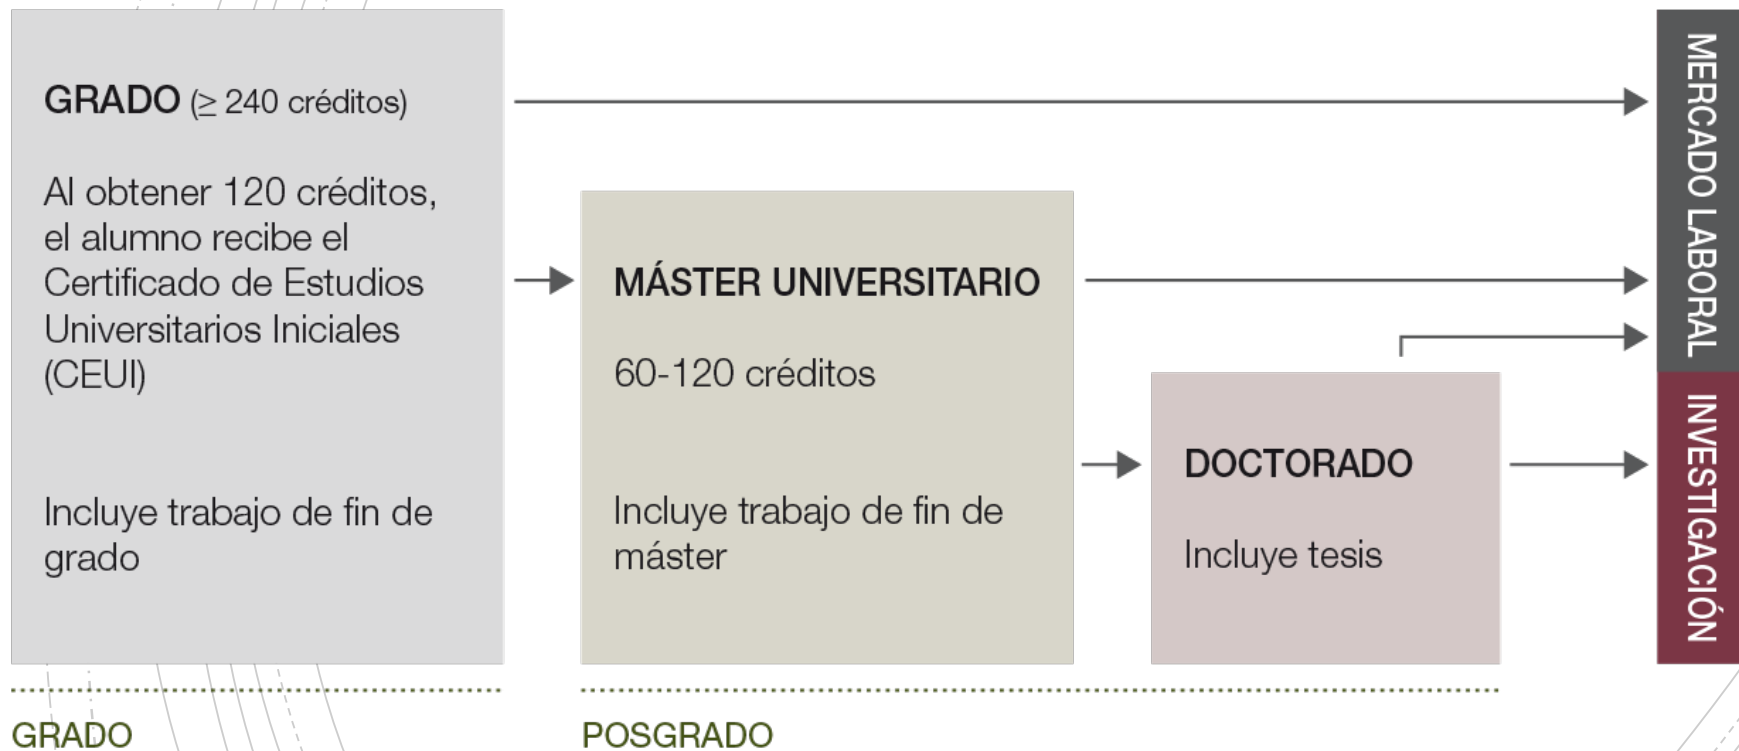 GRADO (≥ 240 créditos)
Al obtener 120 créditos,
el alumno recibe el
Certificado de Estudios
Universitarios Iniciales
(CEUI)
Incluye trabajo de fin de
grado
MÁSTER UNIVERSITARIO
60-120 créditos
Incluye trabajo de fin de
máster
DOCTORADO
Incluye tesis
MERCADO LABORAL
INVESTIGACIÓN
GRADO
POSGRADO